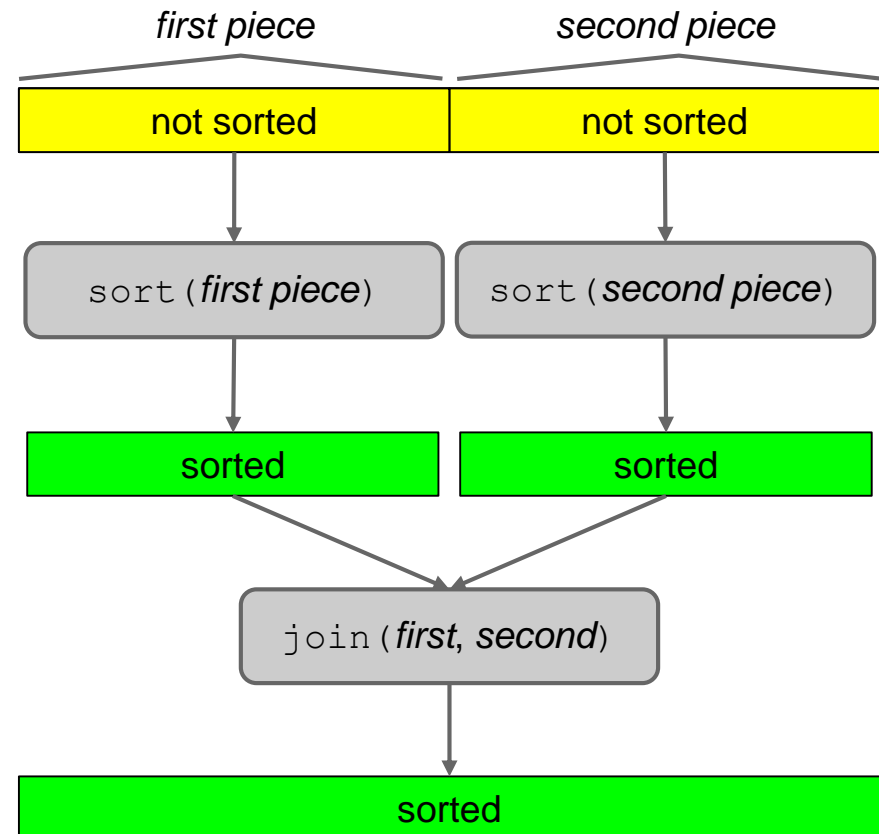 first piece second piece
not sorted not sorted
sort(first piece) sort(second piece)
sorted sorted
join(first, second)
sorted